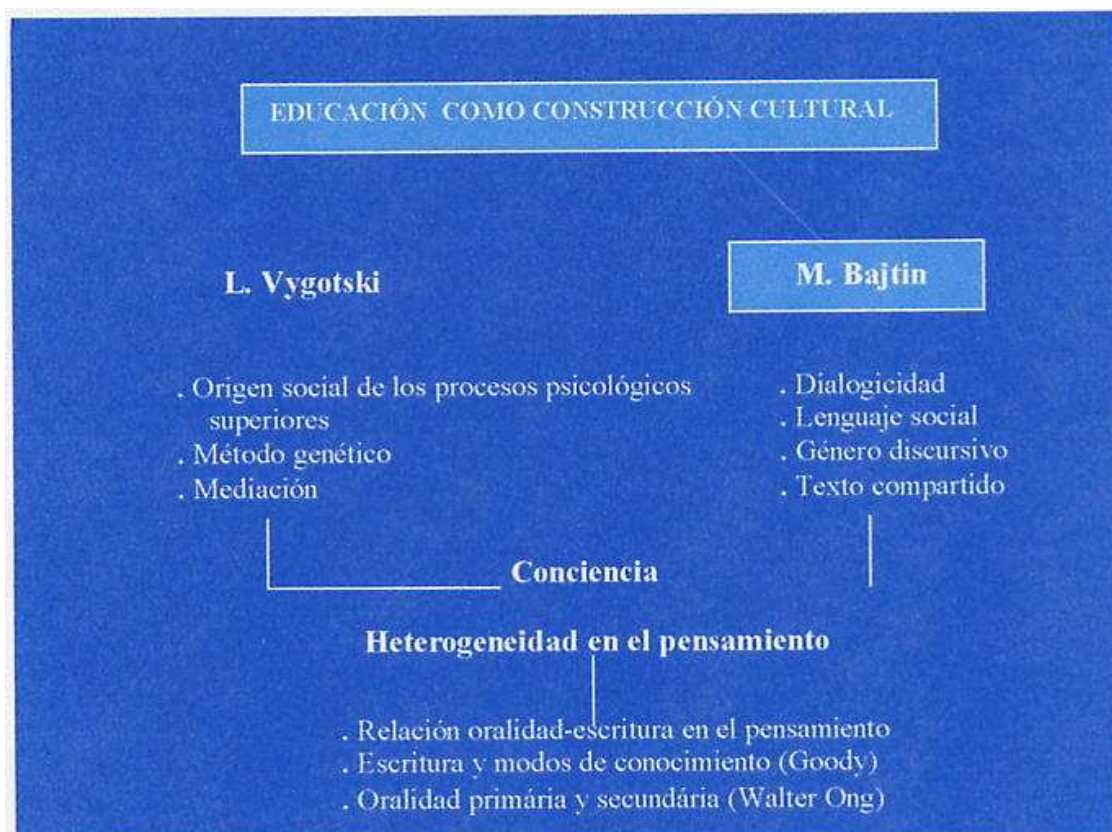 EDUCACIÓN COMO CONSTRUCCIÓN CULTURAL
L. Vygotski
M. Bajtin
. Origen social de los procesos psicológicos
superiores
. Método genético
. Mediación
. Dialogicidad
. Lenguaje social
. Género discursivo
. Texto compartido
Conciencia
Heterogeneidad en el pensamiento
. Relación oralidad-escritura en el pensamiento
. Escritura y modos de conocimiento (Goody)
. Oralidad primária y secundária (Walter Ong)